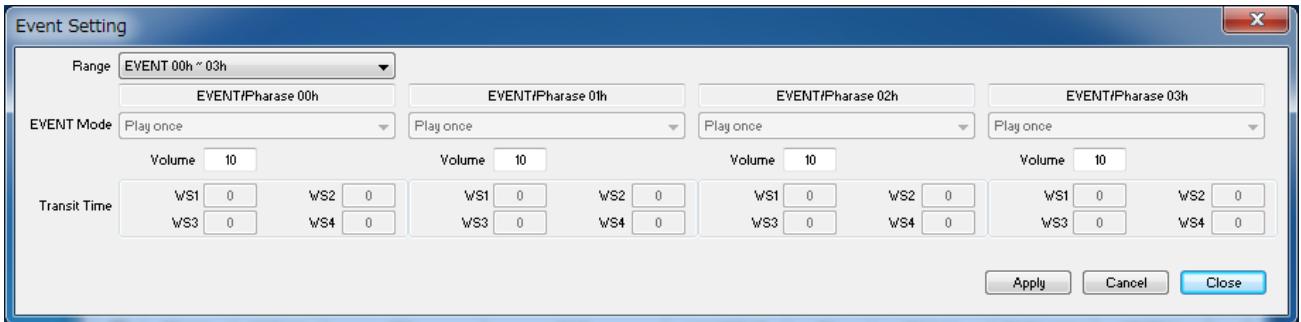 Event Setting
Range EVENT 00h ~ 03h
EVENT/Pharase 00h EVENT/Pharase 01h EVENT/Pharase 02h EVENT/Pharase 03h
EVENT Mode Play once Play once Play once Play once
Volume 10 Volume 10 Volume 10 Volume 10
Transit Time
WS1 0 WS2 0 WS1 0 WS2 0 WS1 0 WS2 0 WS1 0 WS2 0
WS3 0 WS4 0 WS3 0 WS4 0 WS3 0 WS4 0 WS3 0 WS4 0
Apply Cancel Close